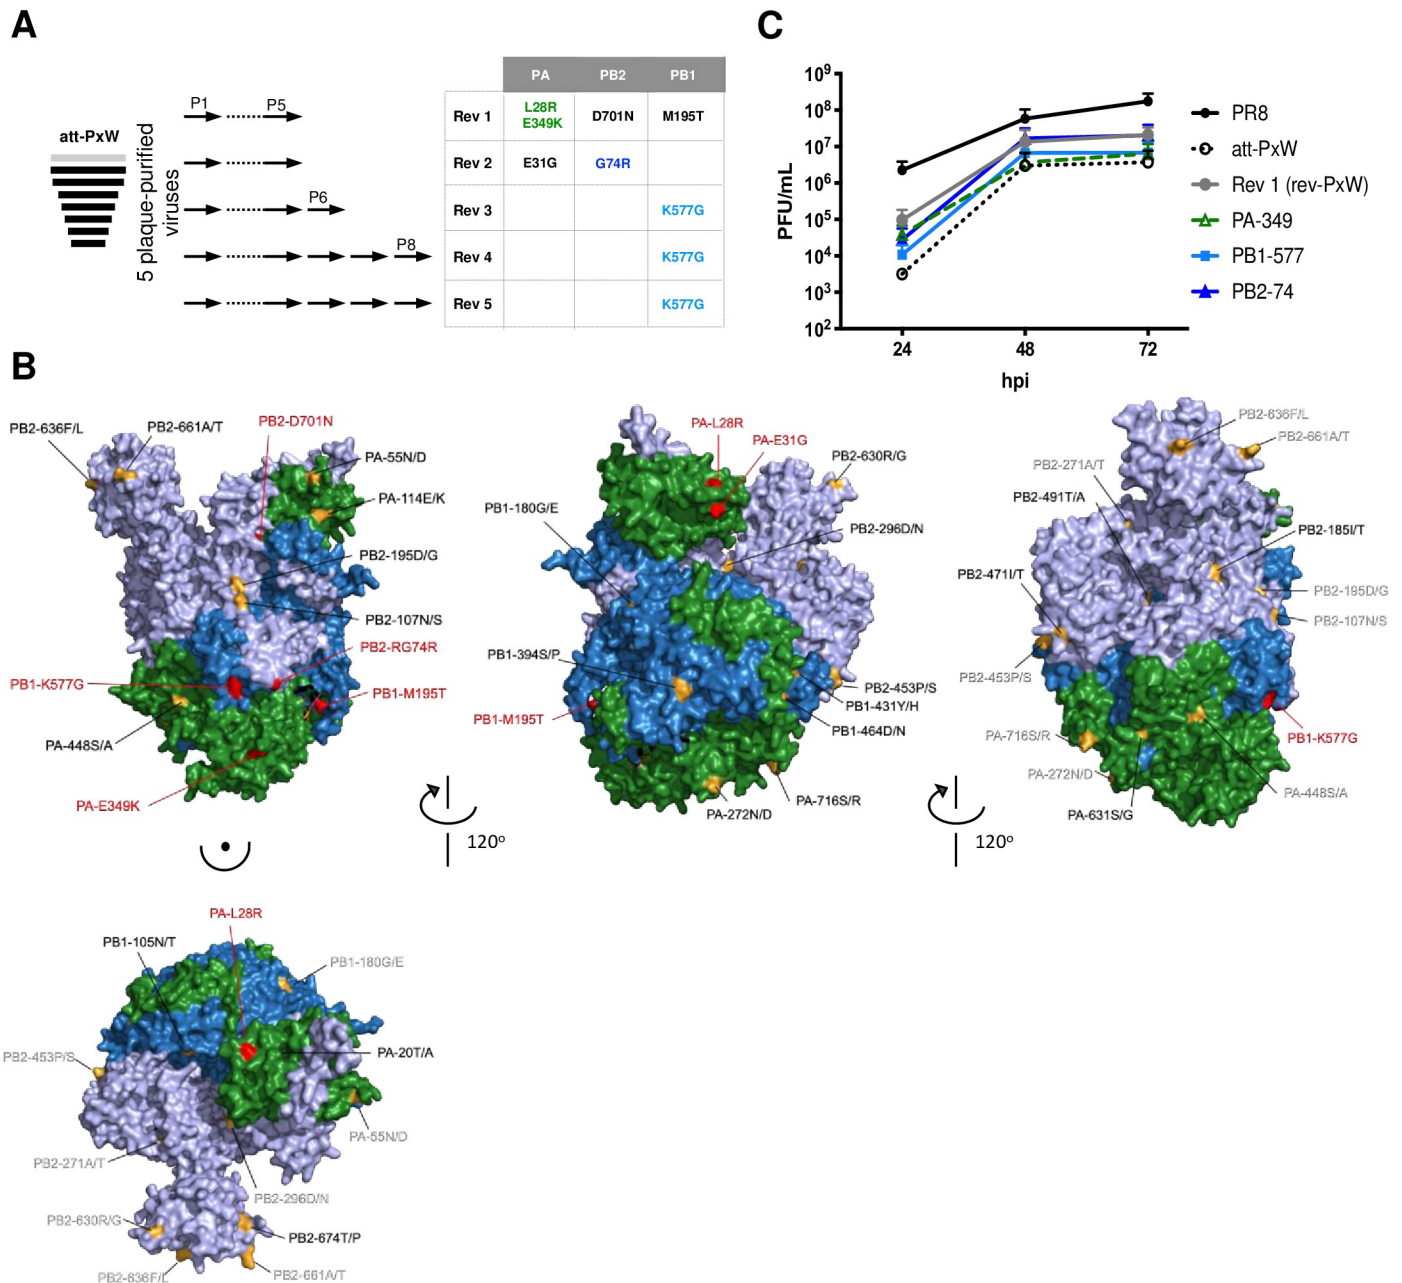 A
att-PxW
5 plaque-purified
viruses
P1
P5
P6
P8
PA
PB2
PB1
Rev 1
L28R
E349K
D701N
M195T
Rev 2
E31G
G74R
Rev 3
K577G
Rev 4
K577G
Rev 5
K577G
C
PFU/mL
10⁹
10⁸
10⁷
10⁶
10⁵
10⁴
10³
10²
24
48
72
hpi
PR8
att-PxW
Rev 1 (rev-PxW)
PA-349
PB1-577
PB2-74
B
PB2-636F/L
PB2-661A/T
PB2-D701N
PA-55N/D
PA-114E/K
PB2-195D/G
PB2-107N/S
PB2-RG74R
PB1-K577G
PB1-M195T
PA-448S/A
PA-E349K
120º
PA-L28R
PA-E31G
PB2-630R/G
PB1-180G/E
PB2-296D/N
PB1-394S/P
PB2-453P/S
PB1-431Y/H
PB1-M195T
PB1-464D/N
PA-716S/R
PA-272N/D
120º
PB2-636F/L
PB2-661A/T
PB2-271A/T
PB2-491T/A
PB2-185I/T
PB2-471I/T
PB2-195D/G
PB2-107N/S
PB2-453P/S
PA-716S/R
PB1-K577G
PA-272N/D
PA-448S/A
PA-631S/G
PA-L28R
PB1-105N/T
PB1-180G/E
PB2-453P/S
PA-20T/A
PA-55N/D
PB2-271A/T
PB2-296D/N
PB2-630R/G
PB2-674T/P
PB2-636F/L
PB2-661A/T